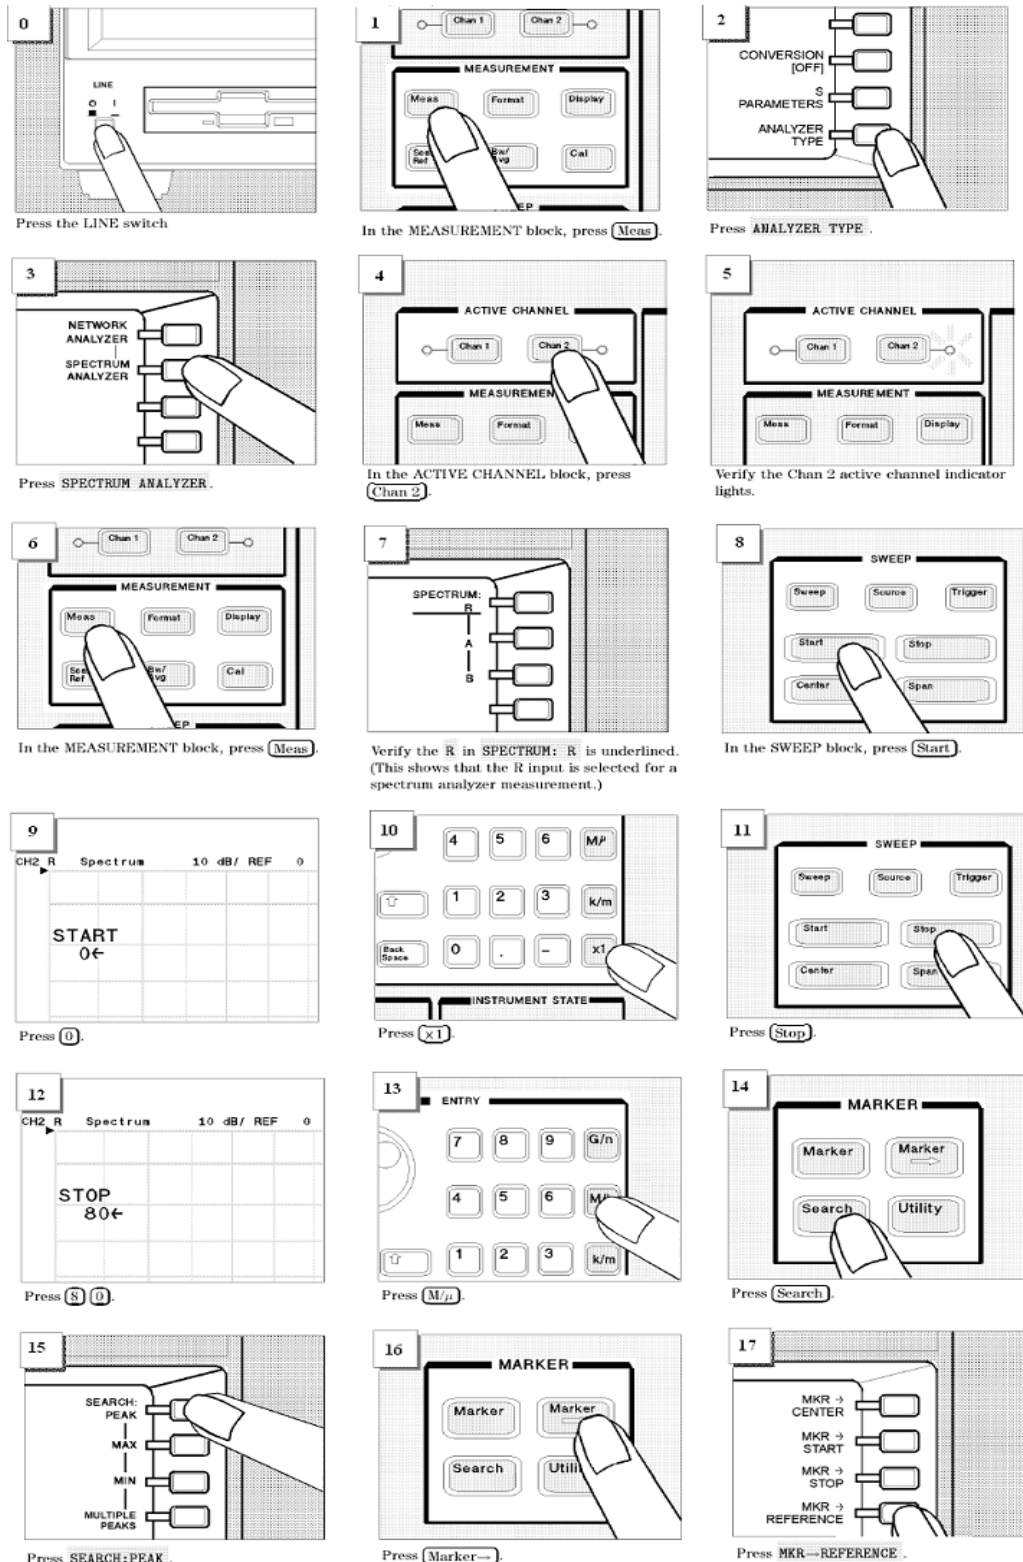 0
LINE
Press the LINE switch
1
Chan 1 Chan 2
MEASUREMENT
Meas Format Display
Cal
In the MEASUREMENT block, press Meas.
2
CONVERSION
[OFF]
S
PARAMETERS
ANALYZER
TYPE
Press ANALYZER TYPE .
3
NETWORK
ANALYZER
SPECTRUM
ANALYZER
Press SPECTRUM ANALYZER.
4
ACTIVE CHANNEL
Chan 1 Chan 2
MEASUREMEN
Meas Format
In the ACTIVE CHANNEL block, press
Chan 2.
5
ACTIVE CHANNEL
Chan 1 Chan 2
MEASUREMENT
Meas Format Display
Verify the Chan 2 active channel indicator
lights.
6
Chan 1 Chan 2
MEASUREMENT
Meas Format Display
Cal
In the MEASUREMENT block, press Meas.
7
SPECTRUM:
R
A
B
Verify the R in SPECTRUM: R is underlined.
(This shows that the R input is selected for a
spectrum analyzer measurement.)
8
SWEEP
Sweep Source Trigger
Start Stop
Center Span
In the SWEEP block, press Start.
9
CH2 R Spectrum 10 dB/ REF 0
START
0←
Press 0.
10
4 5 6 M/µ
⇧ 1 2 3 k/m
Back
Space 0 . – x1
INSTRUMENT STATE
Press ×1.
11
SWEEP
Sweep Source Trigger
Start Stop
Center Span
Press Stop.
12
CH2 R Spectrum 10 dB/ REF 0
STOP
80←
Press 8 0.
13
ENTRY
7 8 9 G/n
4 5 6
⇧ 1 2 3 k/m
Press M/µ.
14
MARKER
Marker Marker ⇨
Search Utility
Press Search.
15
SEARCH:
PEAK
MAX
MIN
MULTIPLE
PEAKS
Press SEARCH:PEAK .
16
MARKER
Marker Marker
Search
Press Marker→.
17
MKR →
CENTER
MKR →
START
MKR →
STOP
MKR →
REFERENCE
Press MKR→REFERENCE .